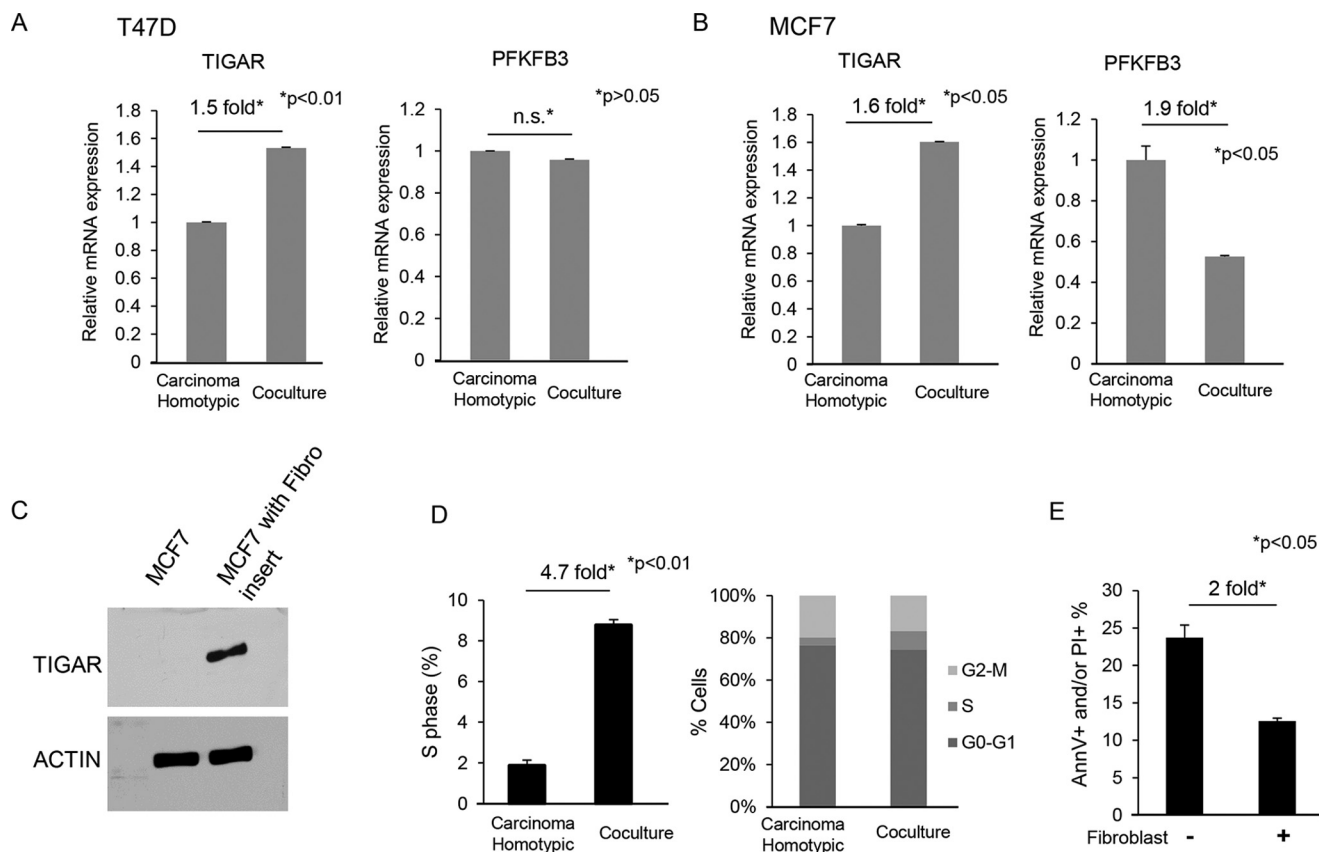 A
T47D
TIGAR
1.5 fold*
*p<0.01
Relative mRNA expression
1.8
1.6
1.4
1.2
1
0.8
0.6
0.4
0.2
0
Carcinoma
Homotypic
Coculture
PFKFB3
*p>0.05
n.s.*
Relative mRNA expression
1.2
1
0.8
0.6
0.4
0.2
0
Carcinoma
Homotypic
Coculture
B
MCF7
TIGAR
1.6 fold*
*p<0.05
Relative mRNA expression
1.8
1.6
1.4
1.2
1
0.8
0.6
0.4
0.2
0
Carcinoma
Homotypic
Coculture
PFKFB3
1.9 fold*
*p<0.05
Relative mRNA expression
1.2
1
0.8
0.6
0.4
0.2
0
Carcinoma
Homotypic
Coculture
C
MCF7
MCF7 with Fibro
insert
TIGAR
ACTIN
D
4.7 fold*
*p<0.01
S phase (%)
10
8
6
4
2
0
Carcinoma
Homotypic
Coculture
% Cells
100%
80%
60%
40%
20%
0%
G2-M
S
G0-G1
Carcinoma
Homotypic
Coculture
E
*p<0.05
2 fold*
AnnV+ and/or PI+ %
30
25
20
15
10
5
0
Fibroblast - +